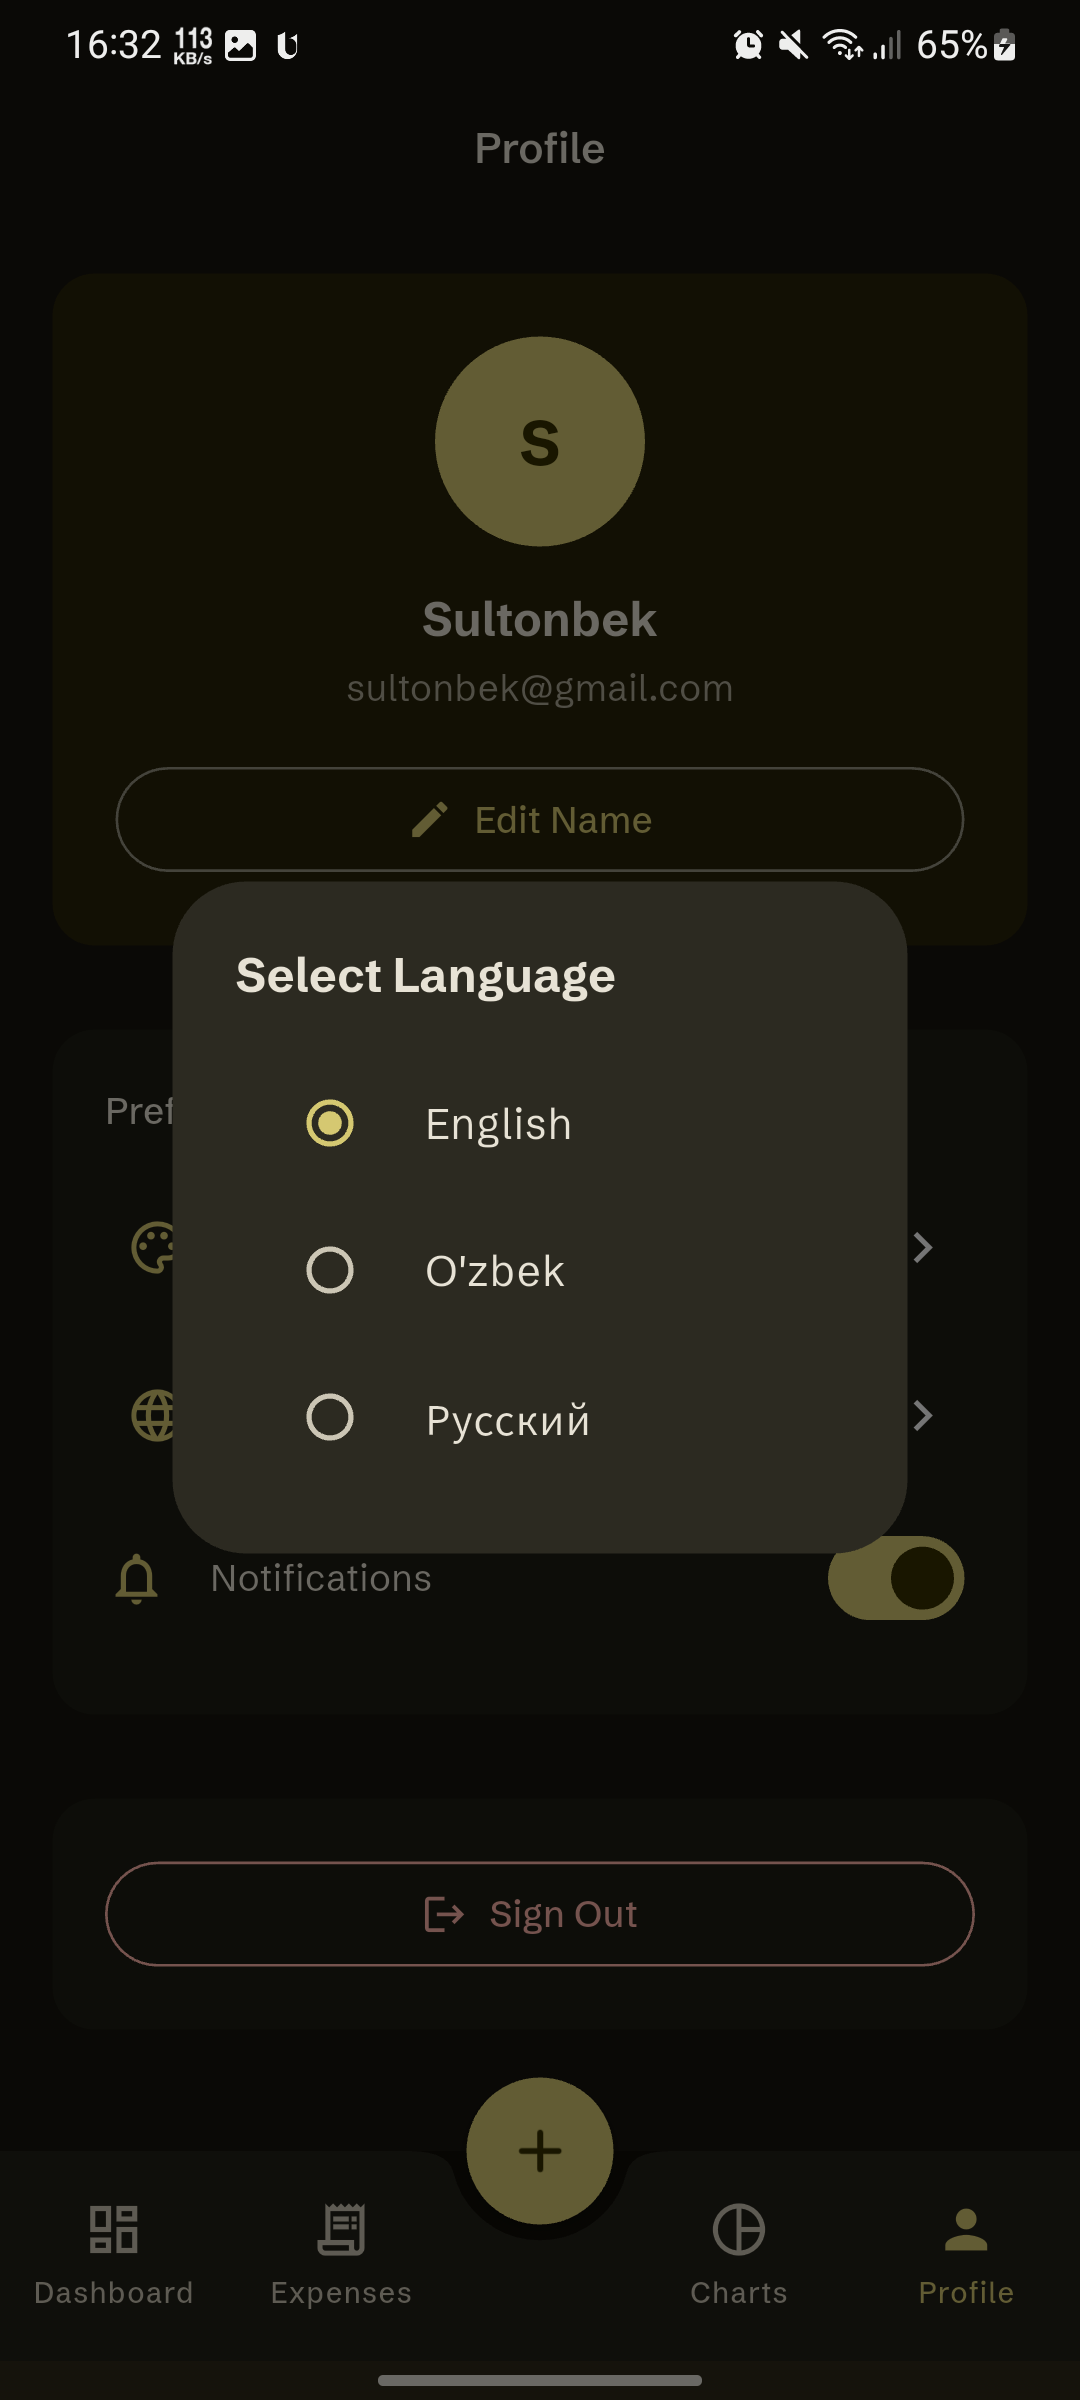 16:32 113 KB/s 65%
Profile
S
Sultonbek
sultonbek@gmail.com
Edit Name
Select Language
English
O'zbek
Русский
Notifications
Sign Out
Dashboard Expenses Charts Profile